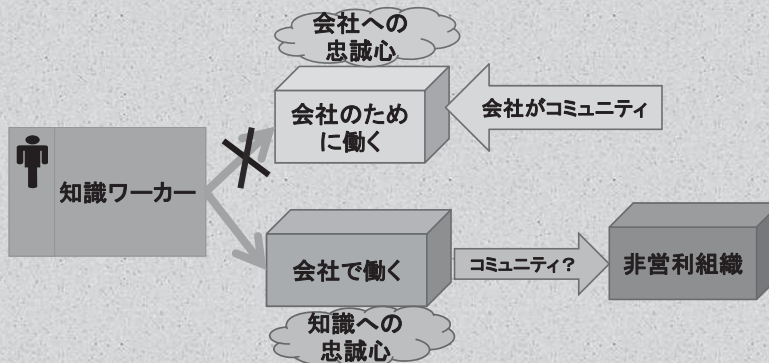 会社への
忠誠心
会社のため
に働く
会社がコミュニティ
知識ワーカー
会社で働く
コミュニティ？
非営利組織
知識への
忠誠心